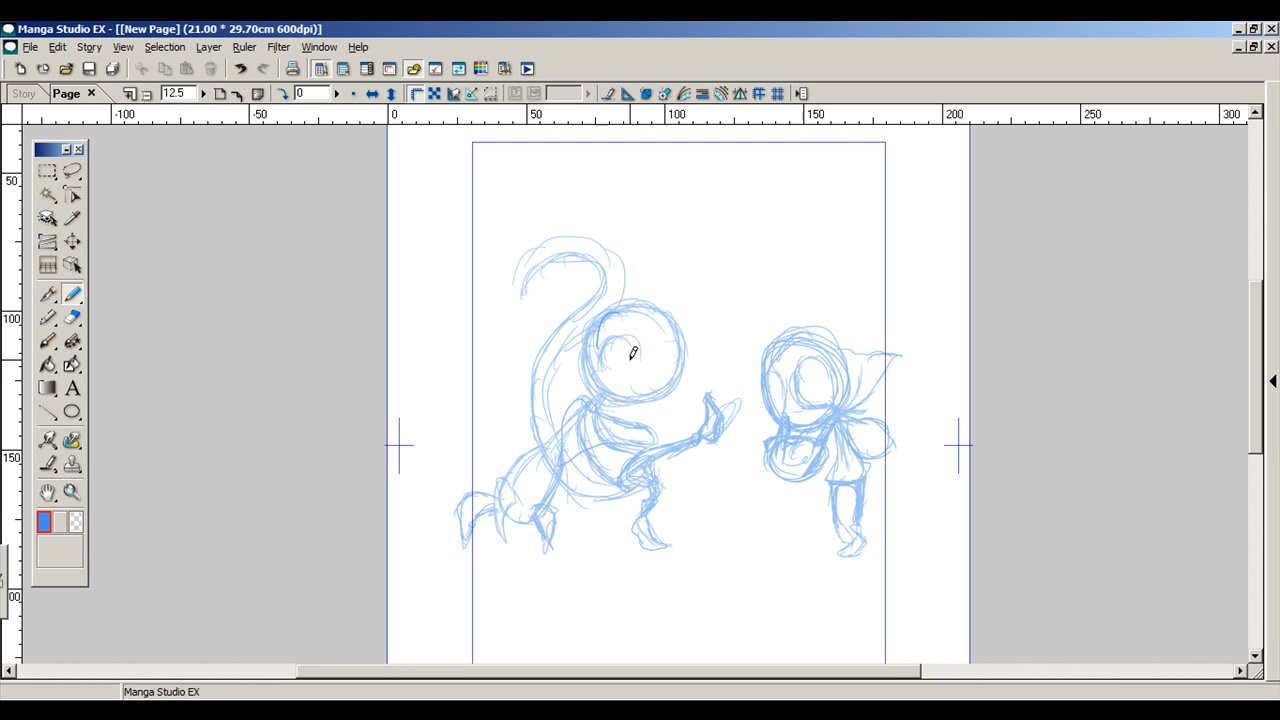 Manga Studio EX - [[New Page] (21.00 * 29.70cm 600dpi)]
File Edit Story View Selection Layer Ruler Filter Window Help
Story Page 12.5 0
-100 -50 0 50 100 150 200 250 300
50
100
150
00
A
Manga Studio EX